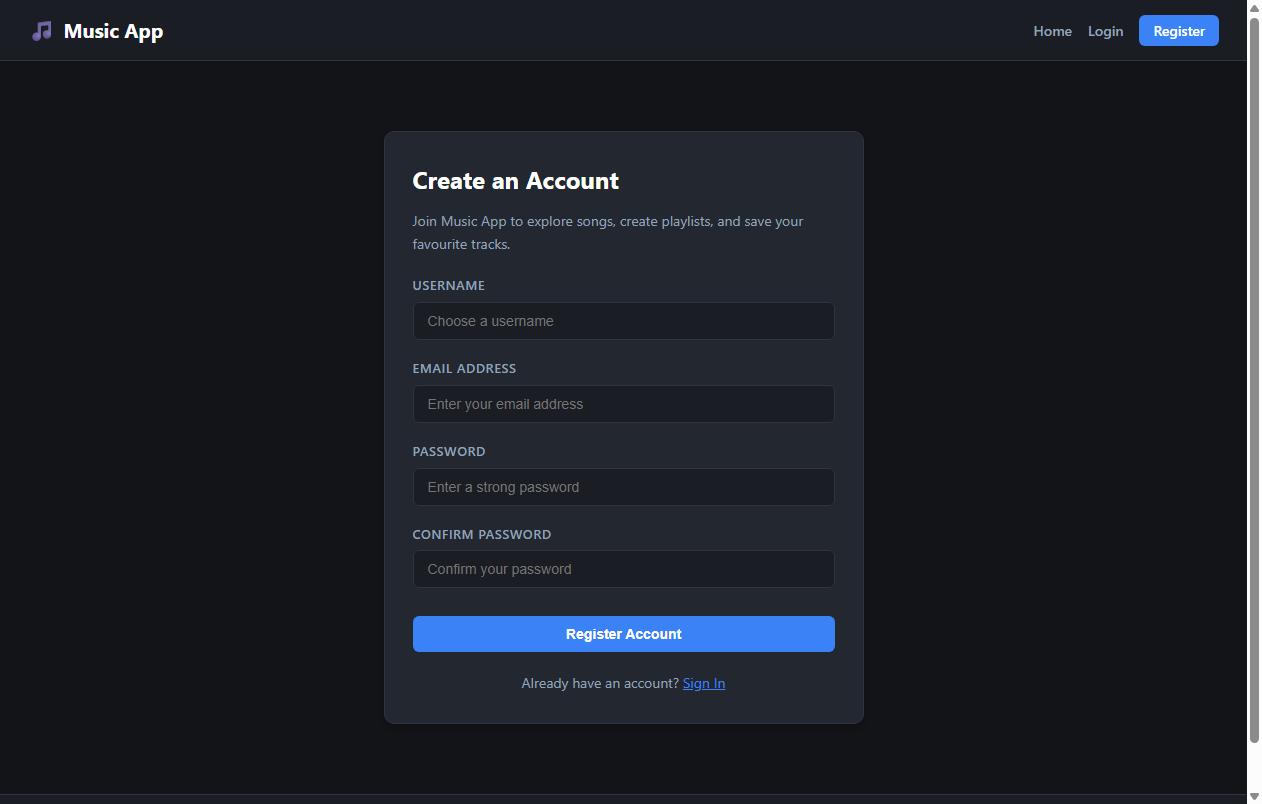 Music App
Home
Login
Register
Create an Account
Join Music App to explore songs, create playlists, and save your
favourite tracks.
USERNAME
Choose a username
EMAIL ADDRESS
Enter your email address
PASSWORD
Enter a strong password
CONFIRM PASSWORD
Confirm your password
Register Account
Already have an account? Sign In